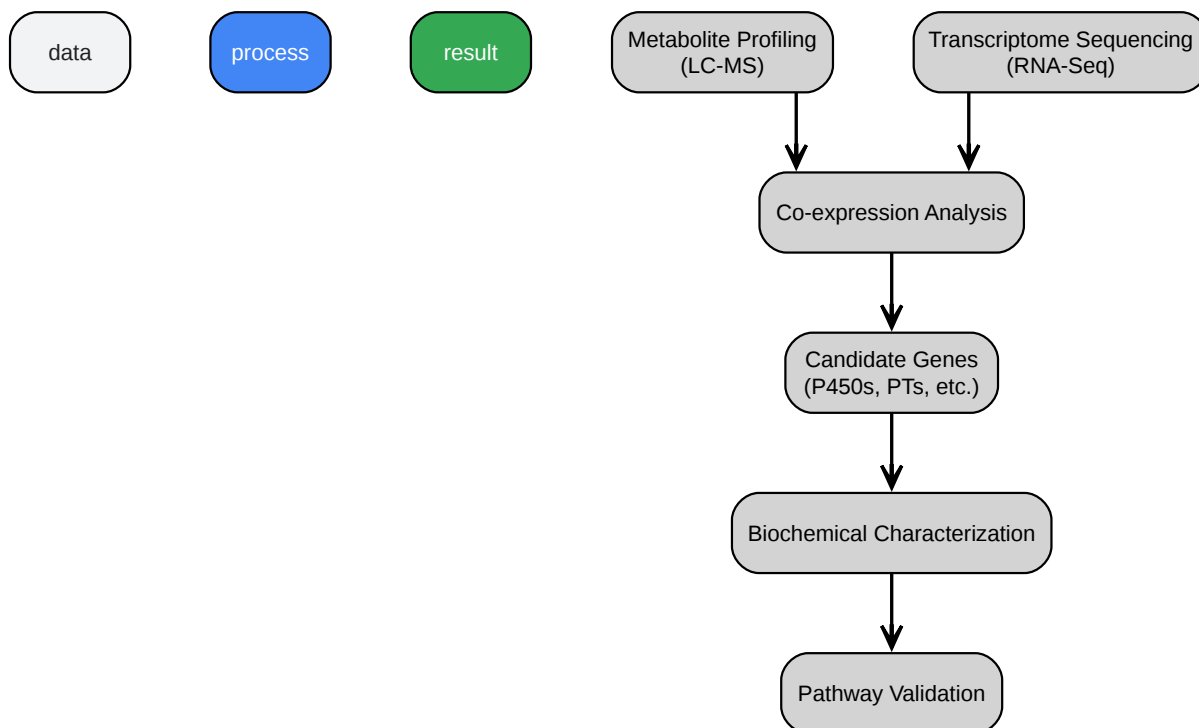 data
process
result
Metabolite Profiling
(LC-MS)
Transcriptome Sequencing
(RNA-Seq)
Co-expression Analysis
Candidate Genes
(P450s, PTs, etc.)
Biochemical Characterization
Pathway Validation